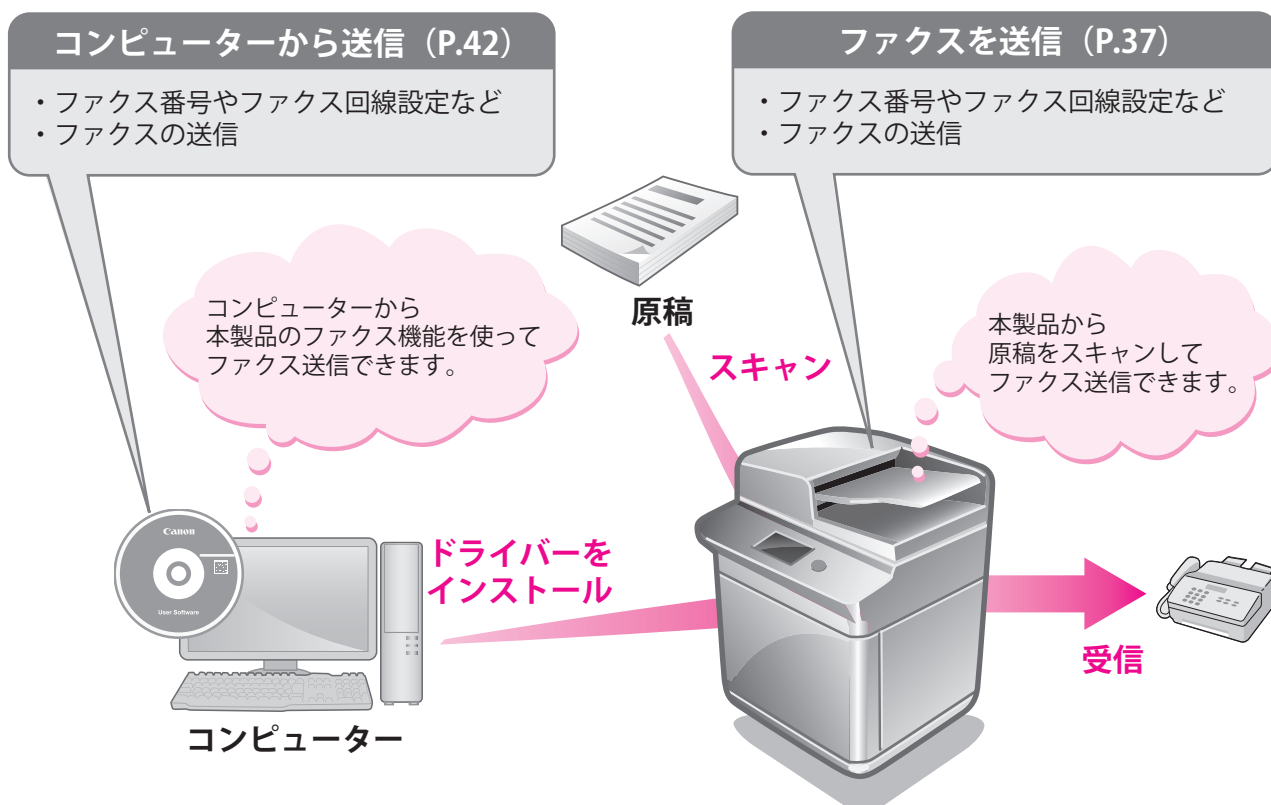 コンピューターから送信（P.42）
・ファクス番号やファクス回線設定など
・ファクスの送信
ファクスを送信（P.37）
・ファクス番号やファクス回線設定など
・ファクスの送信
コンピューターから
本製品のファクス機能を使って
ファクス送信できます。
原稿
スキャン
本製品から
原稿をスキャンして
ファクス送信できます。
Canon
User Software
ドライバーを
インストール
受信
コンピューター